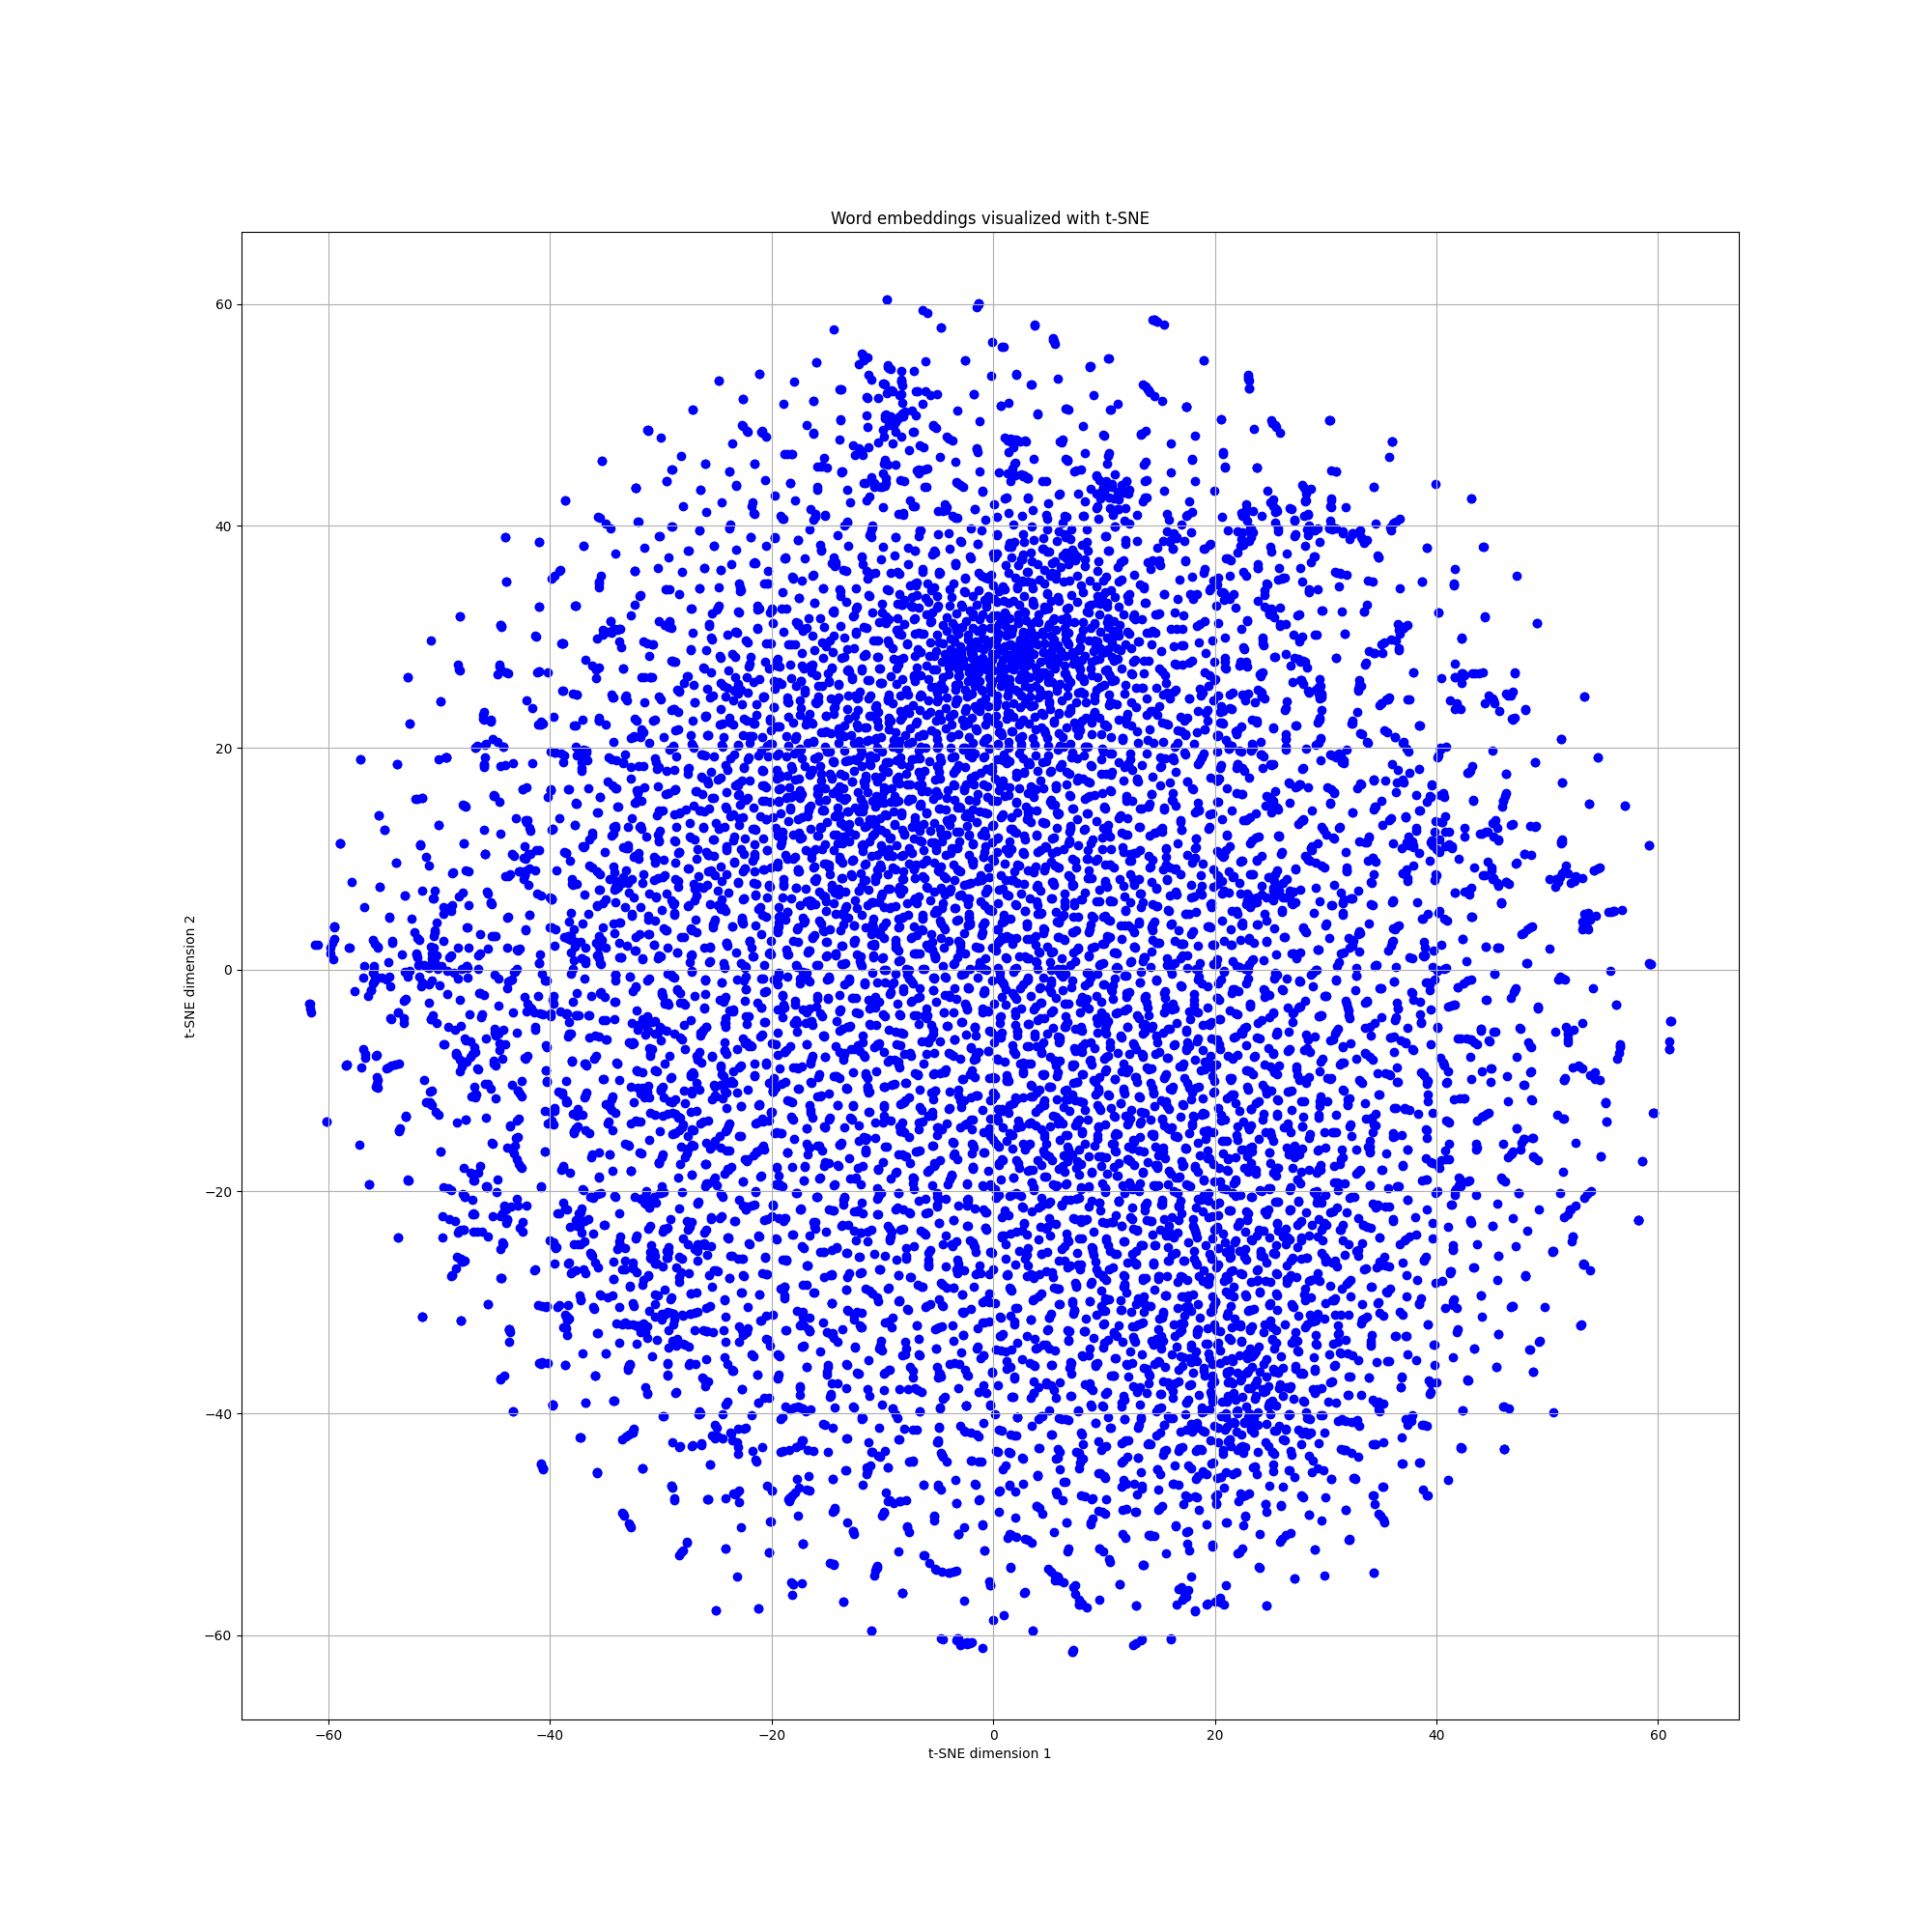 Word embeddings visualized with t-SNE
60
40
20
0
−20
−40
−60
t-SNE dimension 2
−60 −40 −20 0 20 40 60
t-SNE dimension 1